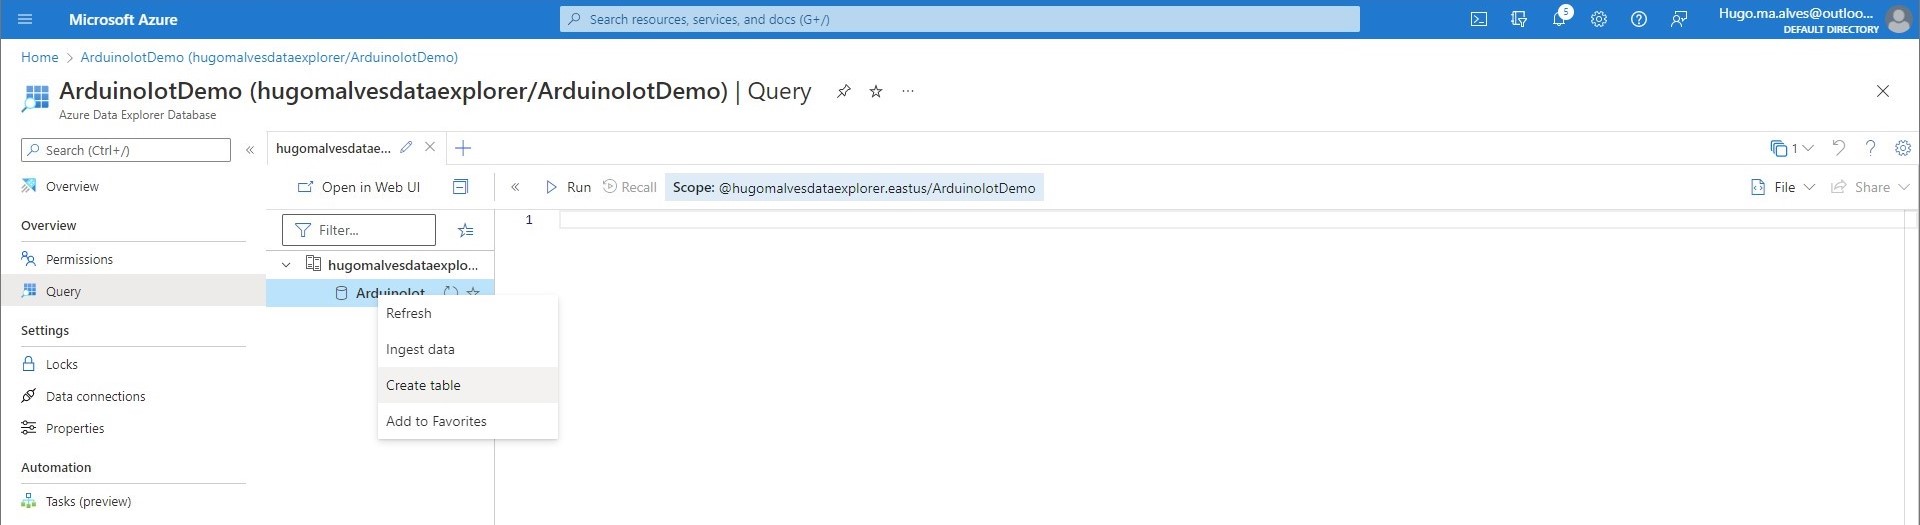 Microsoft Azure
Search resources, services, and docs (G+/)
5
Hugo.ma.alves@outloo...
DEFAULT DIRECTORY
Home > ArduinoIotDemo (hugomalvesdataexplorer/ArduinoIotDemo)
ArduinoIotDemo (hugomalvesdataexplorer/ArduinoIotDemo) | Query
Azure Data Explorer Database
Search (Ctrl+/)
Overview
Overview
Permissions
Query
Settings
Locks
Data connections
Properties
Automation
Tasks (preview)
hugomalvesdatae...
1
Open in Web UI
Run
Recall
Scope: @hugomalvesdataexplorer.eastus/ArduinoIotDemo
File
Share
Filter...
1
hugomalvesdataexplo...
ArduinoIot
Refresh
Ingest data
Create table
Add to Favorites